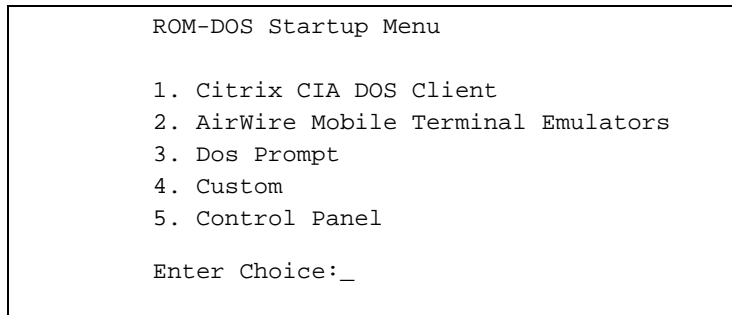 ROM-DOS Startup Menu
1. Citrix CIA DOS Client
2. AirWire Mobile Terminal Emulators
3. Dos Prompt
4. Custom
5. Control Panel
Enter Choice:_